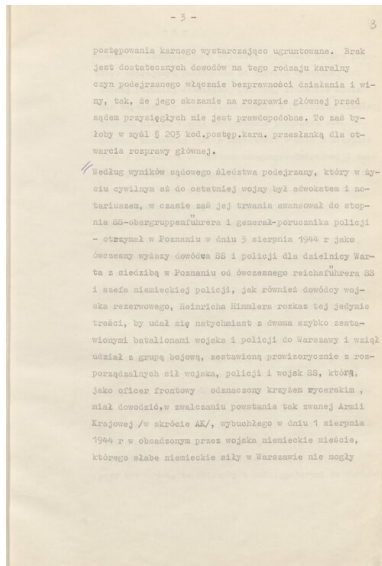 - 3 -
3
postępowania karnego wystarczająco ugruntowane. Brak
jest dostatecznych dowodów na tego rodzaju karalny
czyn podejrzanego włącznie bezsprawności działania i wi-
ny, tak, że jego skazanie na rozprawie głównej przed
sądem przysięgłych nie jest prawdopodobne. To zaś by-
łoby w myśl § 203 kod.postęp.karn. przesłanką dla ot-
warcia rozprawy głównej.
Według wyników sądowego śledztwa podejrzany, który w ży-
ciu cywilnym aż do ostatniej wojny był adwokatem i no-
tariuszem, w czasie zaś jej trwania awansował do stop-
nia SS-obergruppenführera i generał-porucznika policji
- otrzymał w Poznaniu w dniu 3 sierpnia 1944 r jako
ówczesny wyższy dowódca SS i policji dla dzielnicy War-
ta z siedzibą w Poznaniu od ówczesnego reichsführera SS
i szefa niemieckiej policji, jak również dowódcy woj-
ska rezerwowego, Heinricha Himmlera rozkaz tej jedynie
treści, by udał się natychmiast z dwoma szybko zesta-
wionymi batalionami wojska i policji do Warszawy i wziął
udział z grupą bojową, zestawioną prowizorycznie z roz-
porządzalnych sił wojska, policji i wojsk SS, którą,
jako oficer frontowy odznaczony krzyżem rycerskim ,
miał dowodzić,w zwalczaniu powstania tak zwanej Armii
Krajowej /w skrócie AK/, wybuchłego w dniu 1 sierpnia
1944 r w obsadzonym przez wojska niemieckie mieście,
którego słabe niemieckie siły w Warszawie nie mogły